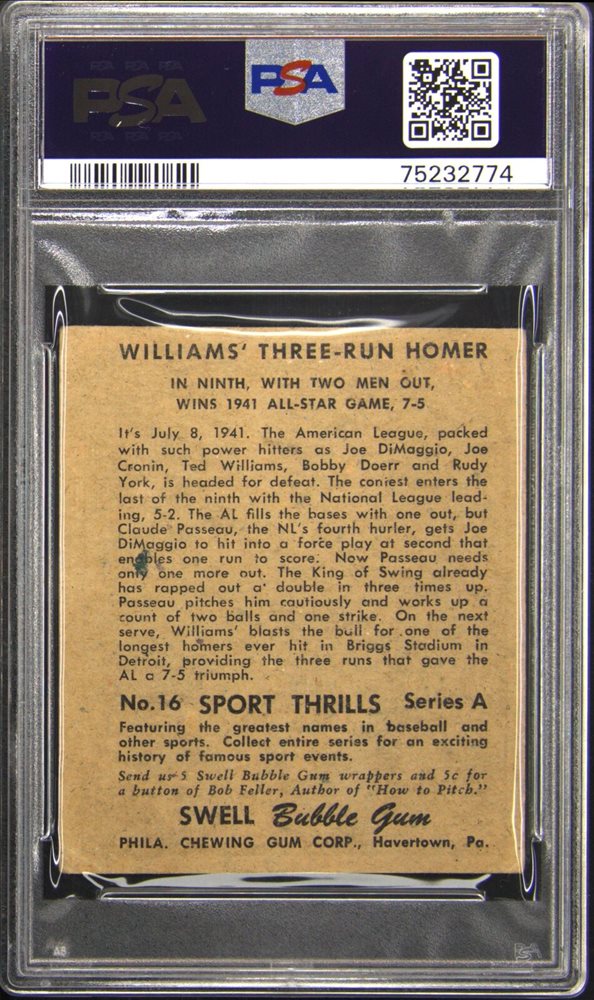 PSA PSA PSA
PSA
PSA PSA PSA
PSA
75232774
WILLIAMS' THREE-RUN HOMER
IN NINTH, WITH TWO MEN OUT,
WINS 1941 ALL-STAR GAME, 7-5
It's July 8, 1941. The American League, packed
with such power hitters as Joe DiMaggio, Joe
Cronin, Ted Williams, Bobby Doerr and Rudy
York, is headed for defeat. The contest enters the
last of the ninth with the National League lead-
ing, 5-2. The AL fills the bases with one out, but
Claude Passeau, the NL's fourth hurler, gets Joe
DiMaggio to hit into a force play at second that
enables one run to score. Now Passeau needs
only one more out. The King of Swing already
has rapped out a double in three times up.
Passeau pitches him cautiously and works up a
count of two balls and one strike. On the next
serve, Williams' blasts the ball for one of the
longest homers ever hit in Briggs Stadium in
Detroit, providing the three runs that gave the
AL a 7-5 triumph.
No.16 SPORT THRILLS Series A
Featuring the greatest names in baseball and
other sports. Collect entire series for an exciting
history of famous sport events.
Send us 5 Swell Bubble Gum wrappers and 5c for
a button of Bob Feller, Author of "How to Pitch."
SWELL Bubble Gum
PHILA. CHEWING GUM CORP., Havertown, Pa.
A5
PSA